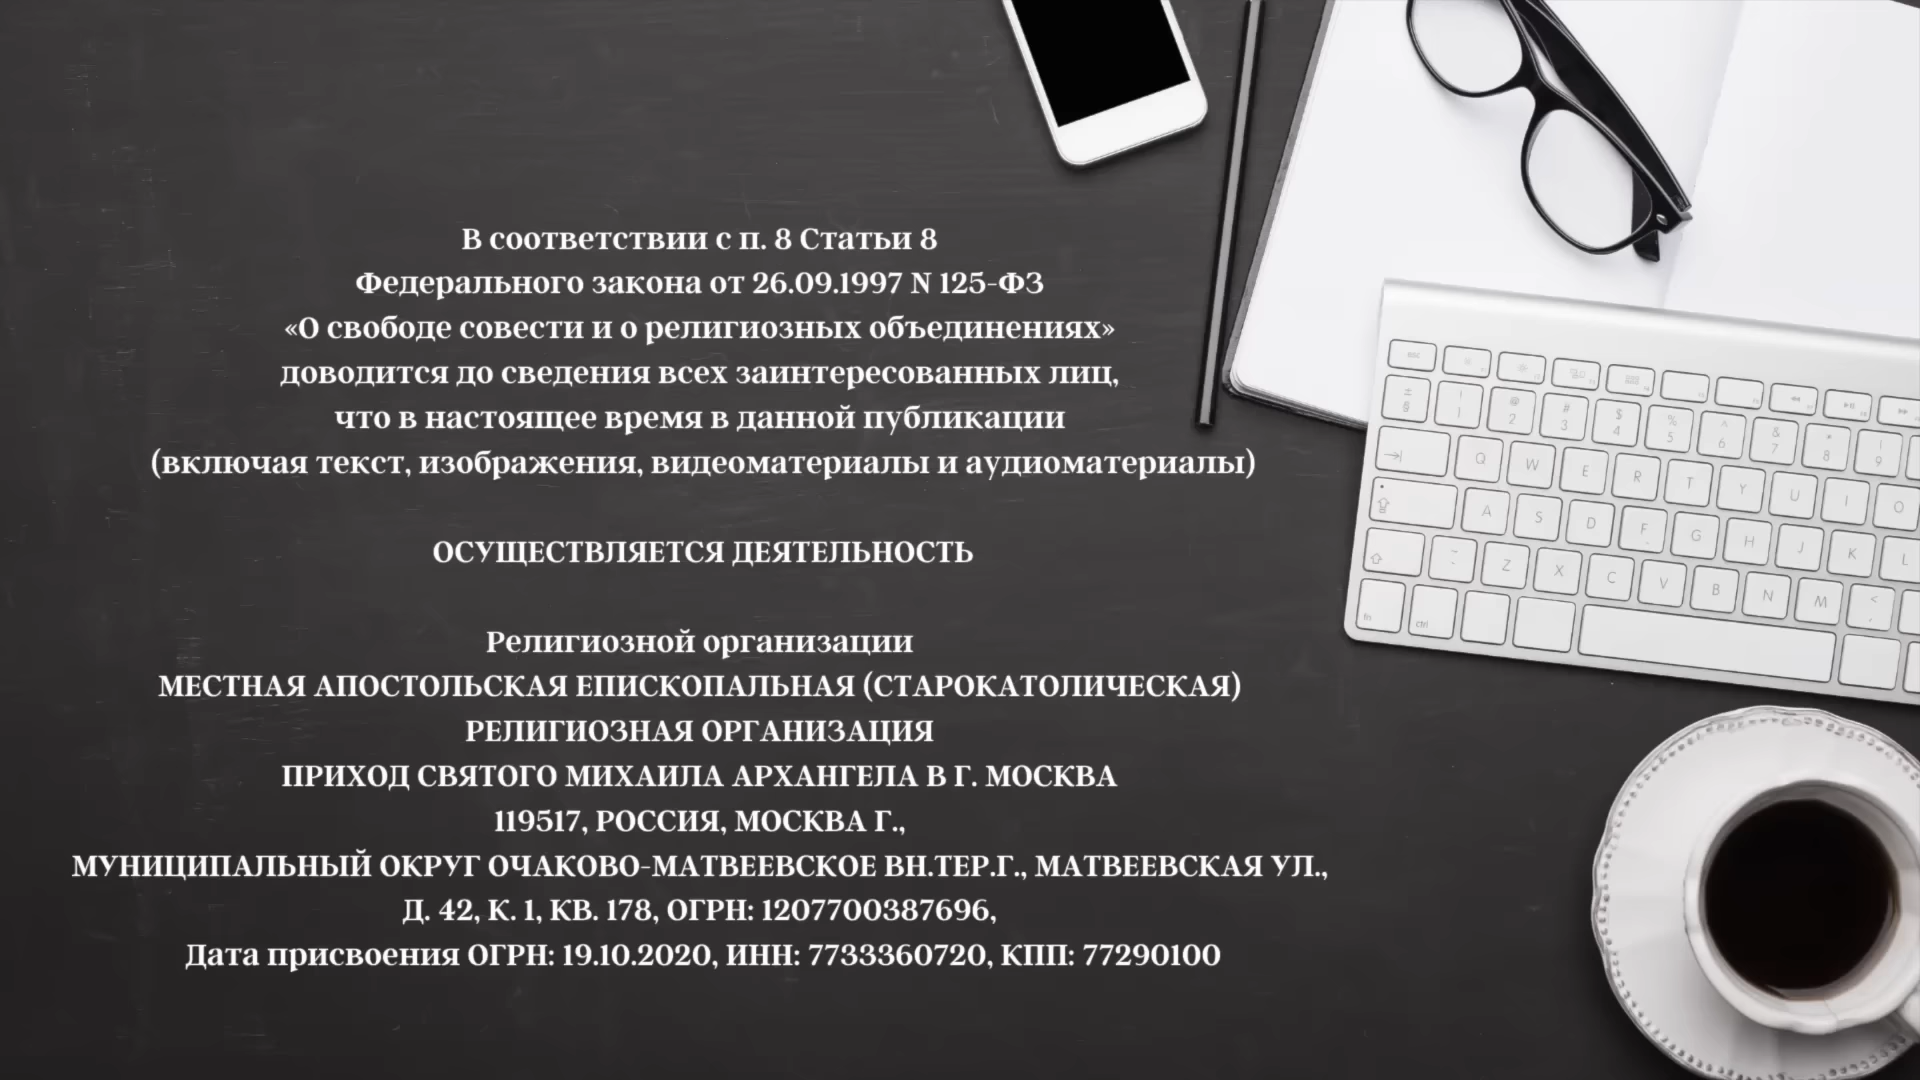 В соответствии с п. 8 Статьи 8
Федерального закона от 26.09.1997 N 125-ФЗ
«О свободе совести и о религиозных объединениях»
доводится до сведения всех заинтересованных лиц,
что в настоящее время в данной публикации
(включая текст, изображения, видеоматериалы и аудиоматериалы)
ОСУЩЕСТВЛЯЕТСЯ ДЕЯТЕЛЬНОСТЬ
Религиозной организации
МЕСТНАЯ АПОСТОЛЬСКАЯ ЕПИСКОПАЛЬНАЯ (СТАРОКАТОЛИЧЕСКАЯ)
РЕЛИГИОЗНАЯ ОРГАНИЗАЦИЯ
ПРИХОД СВЯТОГО МИХАИЛА АРХАНГЕЛА В Г. МОСКВА
119517, РОССИЯ, МОСКВА Г.,
МУНИЦИПАЛЬНЫЙ ОКРУГ ОЧАКОВО-МАТВЕЕВСКОЕ ВН.ТЕР.Г., МАТВЕЕВСКАЯ УЛ.,
Д. 42, К. 1, КВ. 178, ОГРН: 1207700387696,
Дата присвоения ОГРН: 19.10.2020, ИНН: 7733360720, КПП: 77290100